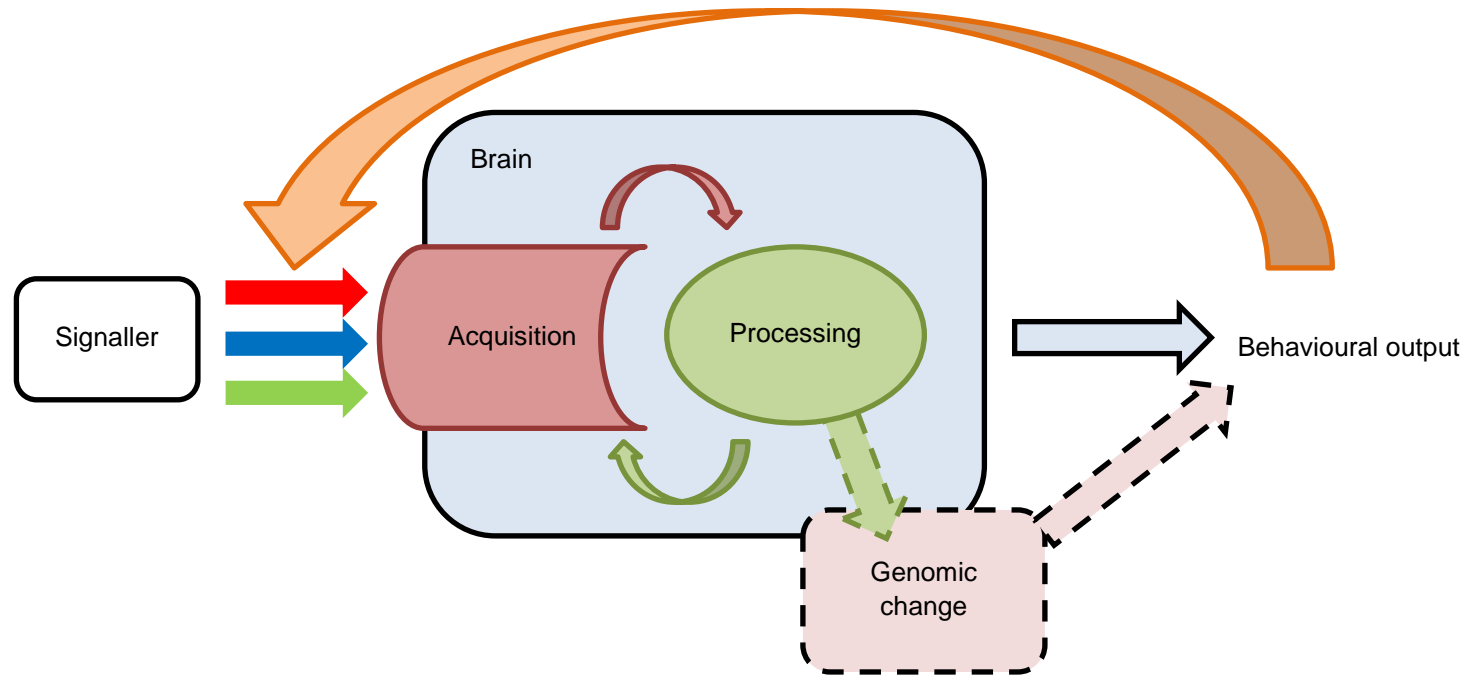 Brain
Signaller
Acquisition
Processing
Behavioural output
Genomic
change